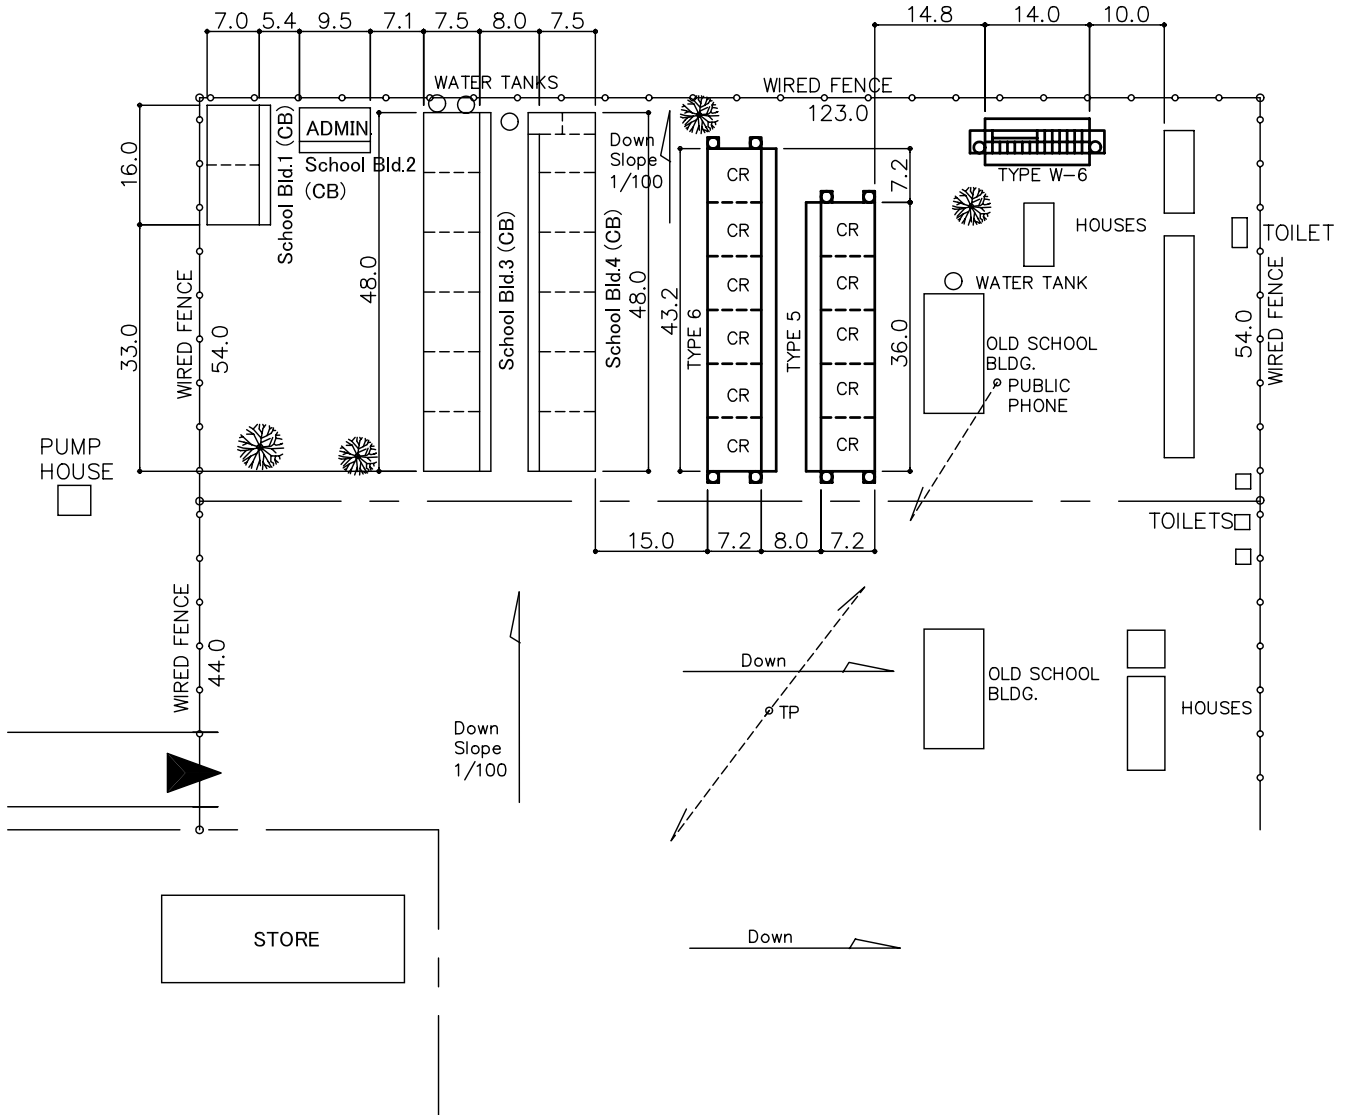 7.0 5.4 9.5 7.1 7.5 8.0 7.5
14.8 14.0 10.0
WATER TANKS
WIRED FENCE
123.0
ADMIN.
School Bld.1 (CB)
School Bld.2
(CB)
16.0
33.0
WIRED FENCE
54.0
48.0
School Bld.3 (CB)
School Bld.4 (CB)
48.0
Down
Slope
1/100
43.2
TYPE 6
CR
CR
CR
CR
CR
CR
TYPE 5
CR
CR
CR
CR
CR
7.2
36.0
TYPE W-6
HOUSES
TOILET
WATER TANK
OLD SCHOOL
BLDG.
PUBLIC
PHONE
54.0
WIRED FENCE
PUMP
HOUSE
TOILETS
15.0 7.2 8.0 7.2
WIRED FENCE
44.0
Down
Slope
1/100
Down
TP
OLD SCHOOL
BLDG.
HOUSES
STORE
Down